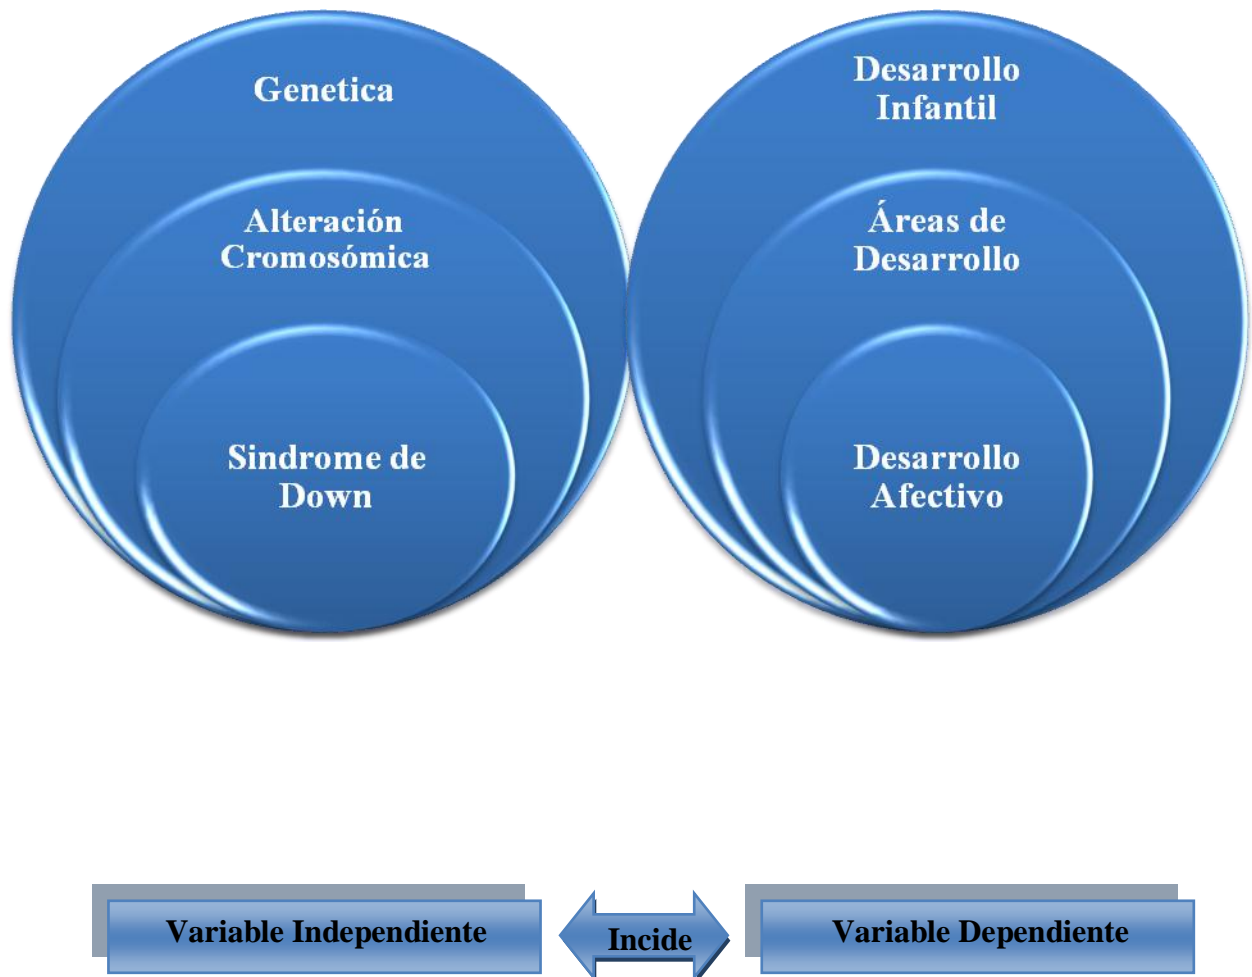 Genetica
Alteración
Cromosómica
Sindrome de
Down
Desarrollo
Infantil
Áreas de
Desarrollo
Desarrollo
Afectivo
Variable Independiente
Incide
Variable Dependiente